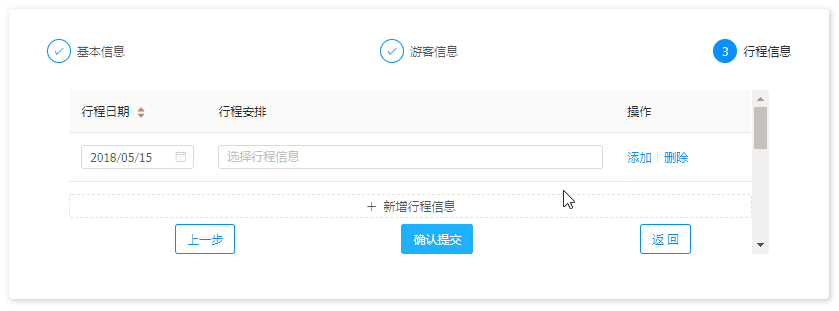 基本信息
游客信息
3 行程信息
行程日期 行程安排 操作
2018/05/15 选择行程信息 添加 删除
+ 新增行程信息
上一步 确认提交 返 回